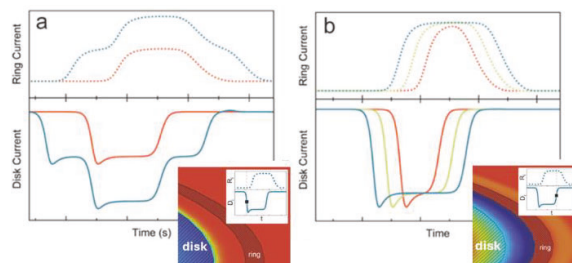 a
b
Ring Current
Ring Current
Disk Current
Disk Current
Time (s)
Time
disk
ring
t
disk
ring
t